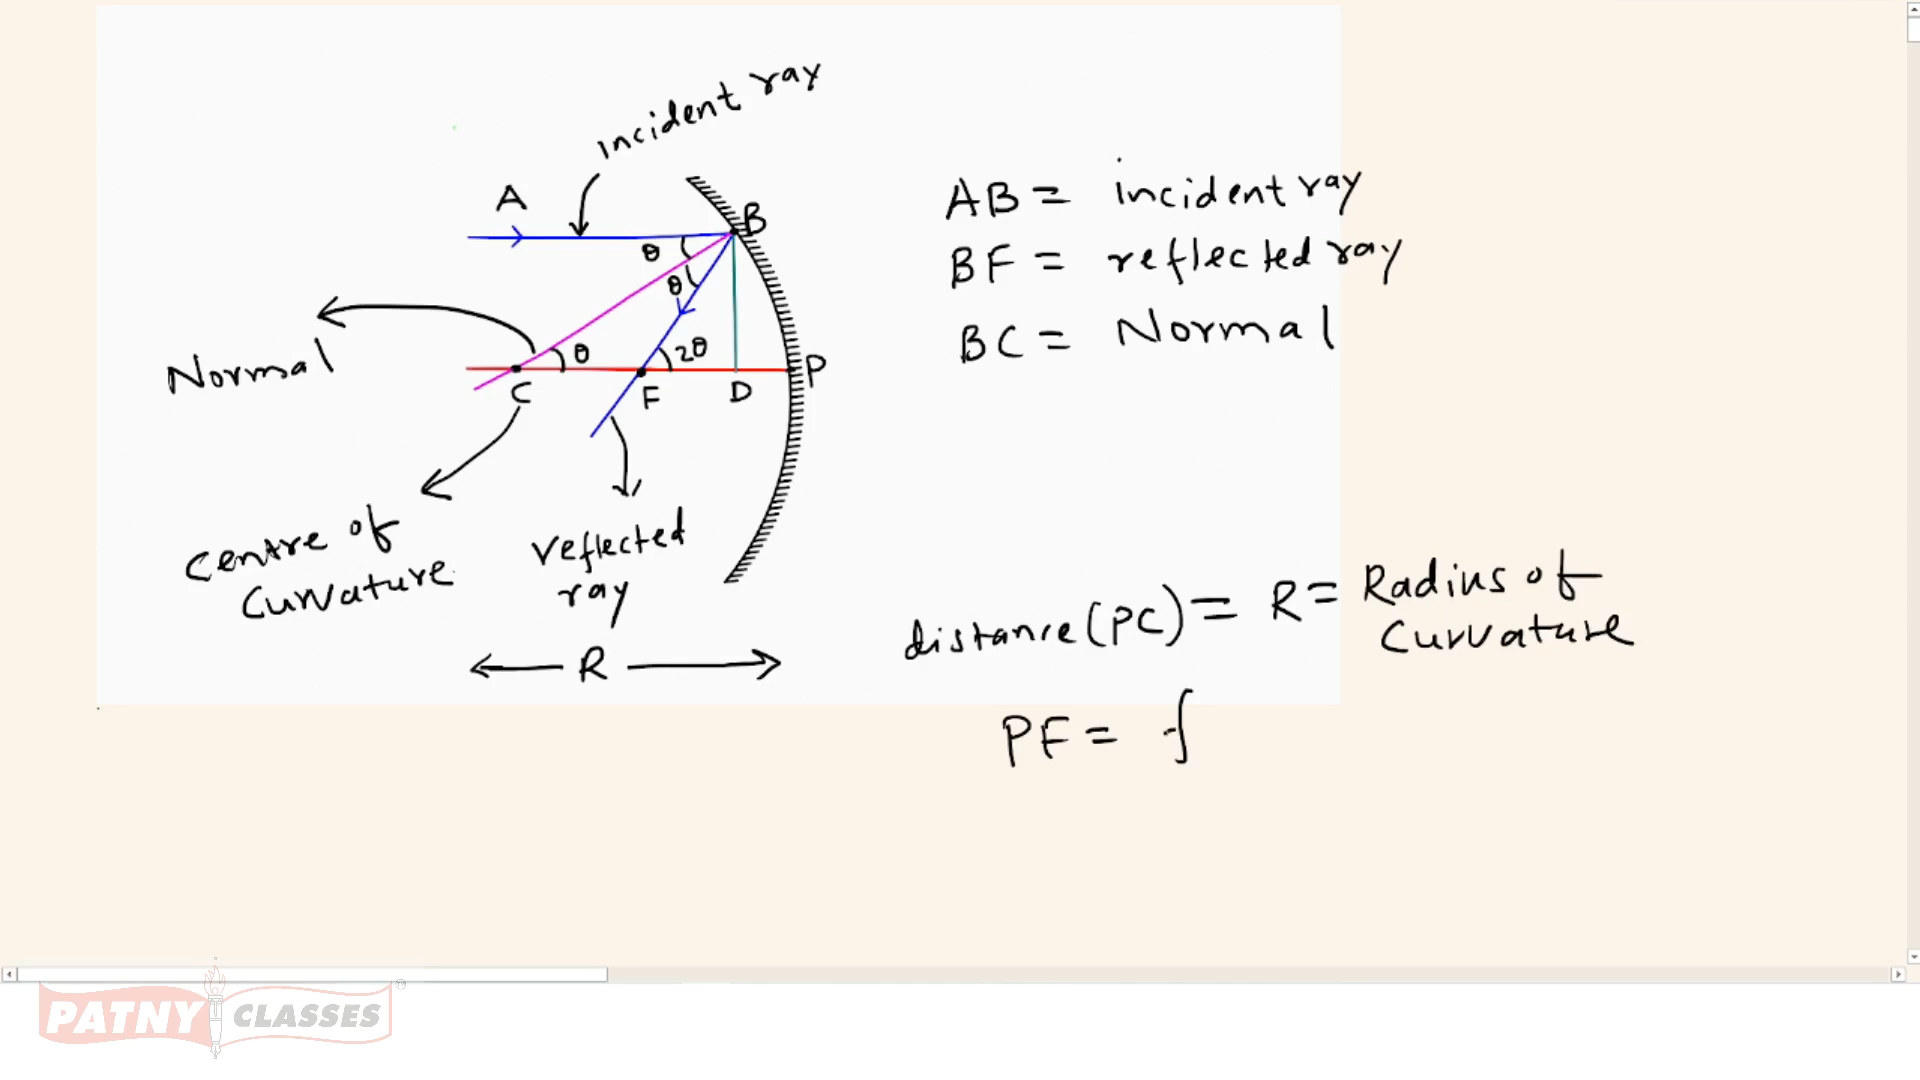 incident ray
A
B
θ
θ
θ
2θ
P
C
F
D
Normal
centre of
Curvature
reflected
ray
R
AB = incident ray
BF = reflected ray
BC = Normal
distance (PC) = R = Radius of
Curvature
PF = f
PATNY CLASSES